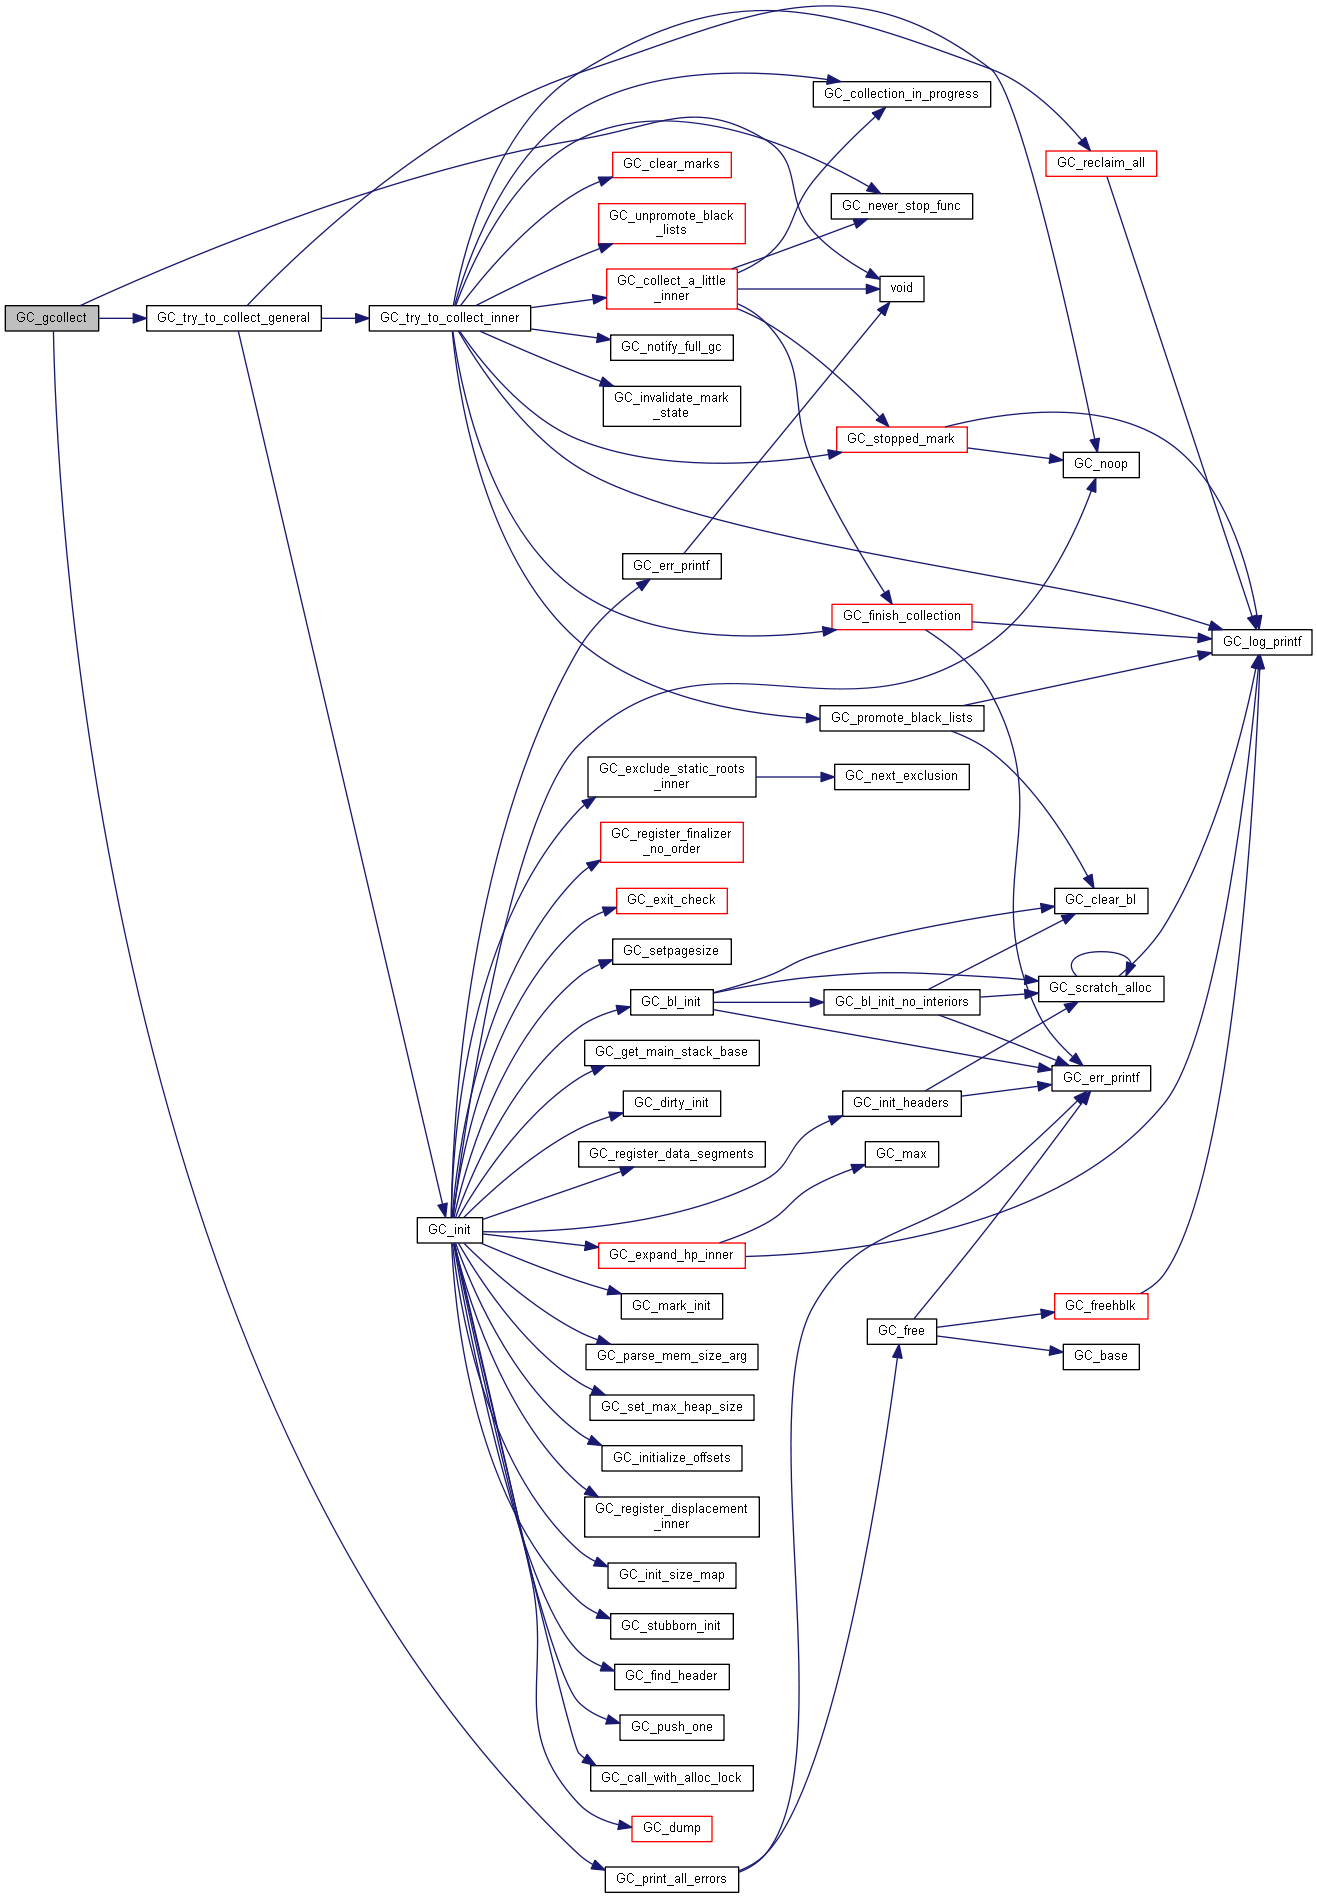 GC_collection_in_progress
GC_clear_marks
GC_reclaim_all
GC_never_stop_func
GC_unpromote_black
_lists
GC_collect_a_little
_inner
void
GC_gcollect
GC_try_to_collect_general
GC_try_to_collect_inner
GC_notify_full_gc
GC_invalidate_mark
_state
GC_stopped_mark
GC_noop
GC_err_printf
GC_finish_collection
GC_log_printf
GC_promote_black_lists
GC_exclude_static_roots
_inner
GC_next_exclusion
GC_register_finalizer
_no_order
GC_exit_check
GC_clear_bl
GC_setpagesize
GC_scratch_alloc
GC_bl_init
GC_bl_init_no_interiors
GC_get_main_stack_base
GC_err_printf
GC_dirty_init
GC_init_headers
GC_register_data_segments
GC_max
GC_init
GC_expand_hp_inner
GC_mark_init
GC_freehblk
GC_free
GC_parse_mem_size_arg
GC_base
GC_set_max_heap_size
GC_initialize_offsets
GC_register_displacement
_inner
GC_init_size_map
GC_stubborn_init
GC_find_header
GC_push_one
GC_call_with_alloc_lock
GC_dump
GC_print_all_errors